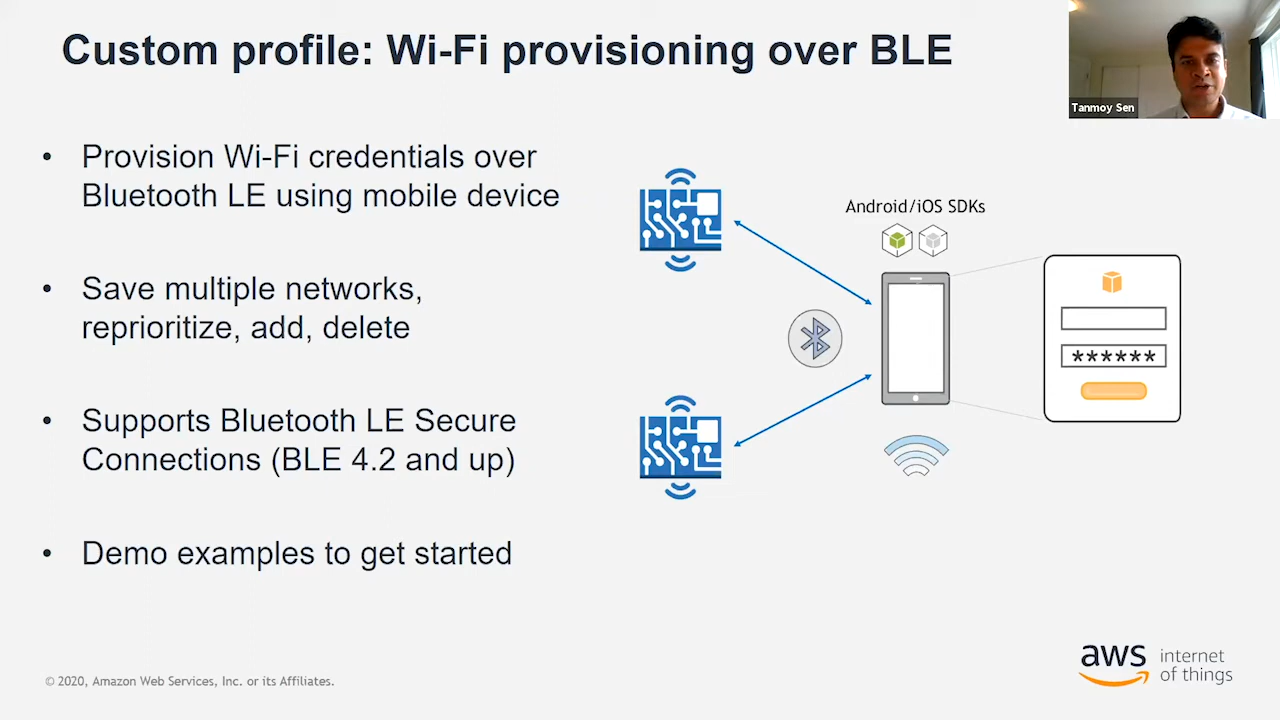 Custom profile: Wi-Fi provisioning over BLE
Tanmoy Sen
• Provision Wi-Fi credentials over
Bluetooth LE using mobile device
• Save multiple networks,
reprioritize, add, delete
• Supports Bluetooth LE Secure
Connections (BLE 4.2 and up)
• Demo examples to get started
Android/iOS SDKs
******
© 2020, Amazon Web Services, Inc. or its Affiliates.
aws internet
of things